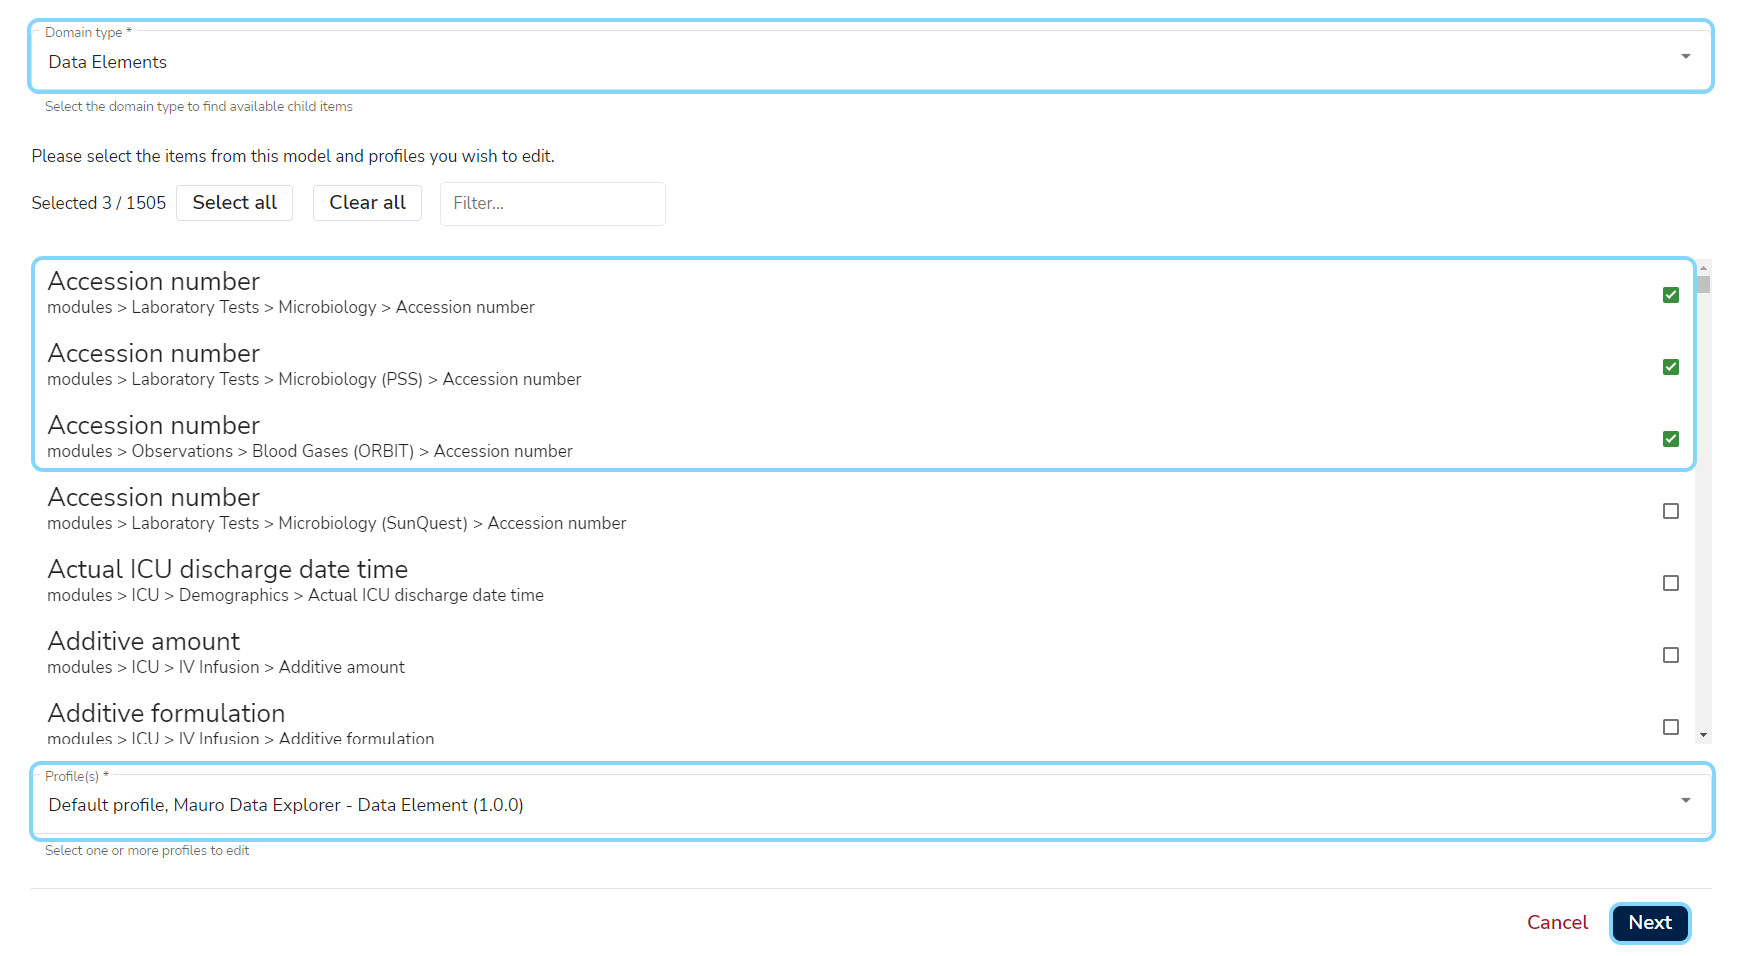 Domain type *
Data Elements
Select the domain type to find available child items
Please select the items from this model and profiles you wish to edit.
Selected 3 / 1505 Select all Clear all Filter...
Accession number
modules > Laboratory Tests > Microbiology > Accession number
Accession number
modules > Laboratory Tests > Microbiology (PSS) > Accession number
Accession number
modules > Observations > Blood Gases (ORBIT) > Accession number
Accession number
modules > Laboratory Tests > Microbiology (SunQuest) > Accession number
Actual ICU discharge date time
modules > ICU > Demographics > Actual ICU discharge date time
Additive amount
modules > ICU > IV Infusion > Additive amount
Additive formulation
modules > ICU > IV Infusion > Additive formulation
Profile(s) *
Default profile, Mauro Data Explorer - Data Element (1.0.0)
Select one or more profiles to edit
Cancel Next